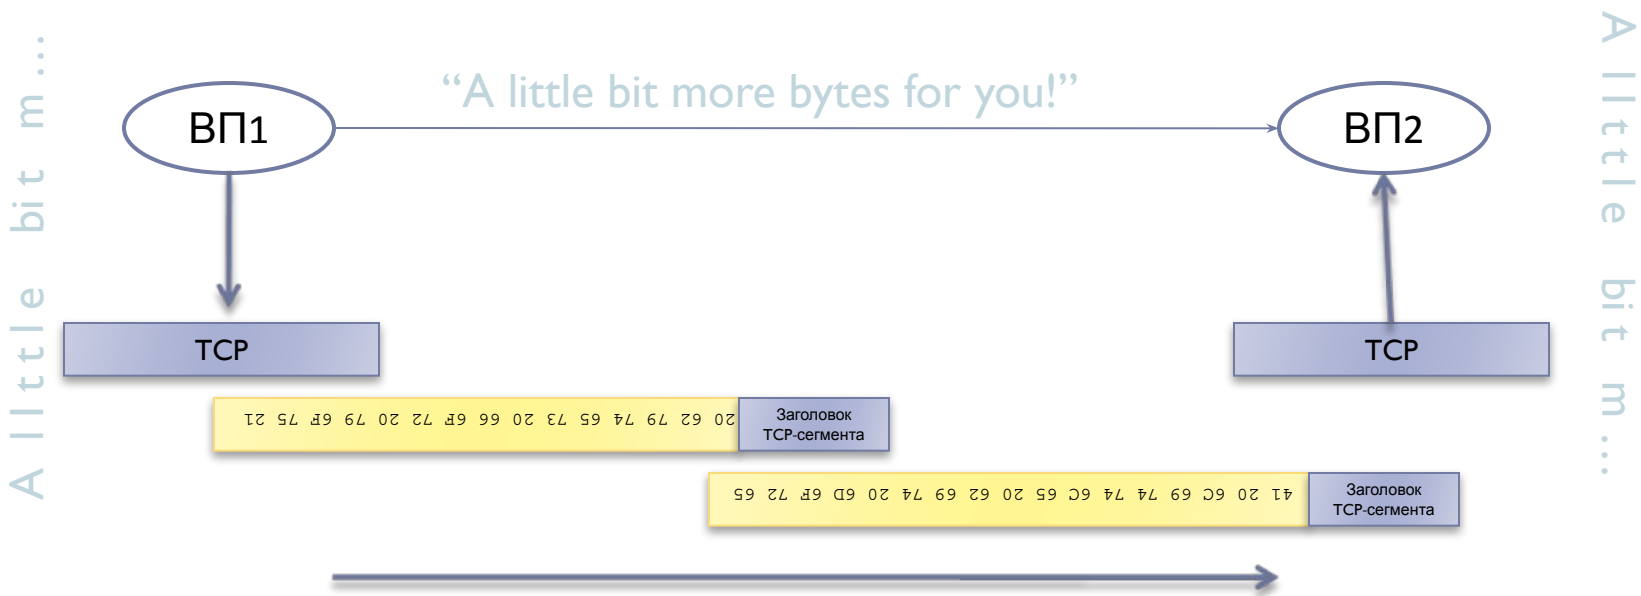 A l I t t l e bit m…
“A little bit more bytes for you!”
ВП1
ВП2
TCP
TCP
20 62 79 74 65 73 20 66 6F 72 20 79 6F 75 21
Заголовок
TCP-сегмента
41 20 6C 69 74 74 6C 65 20 62 69 74 20 6D 6F 72 65
Заголовок
TCP-сегмента
A l I t t l e bit m…